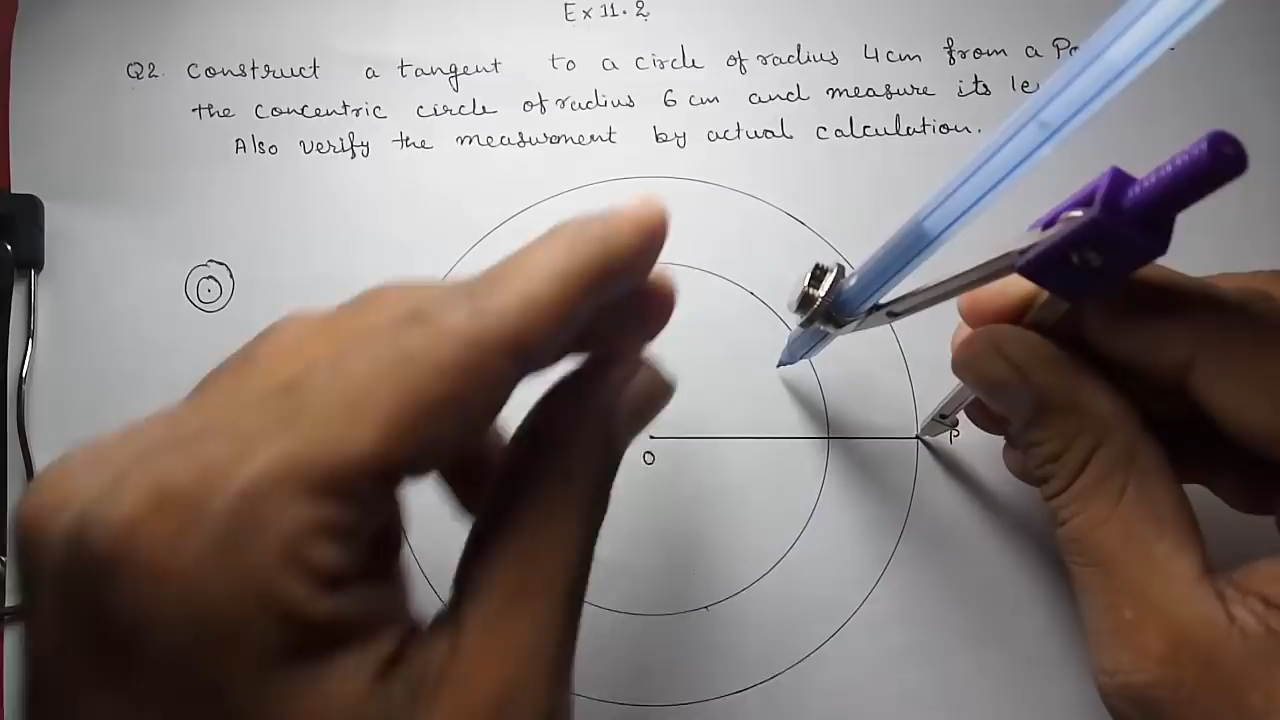 Ex 11.2
Q2. Construct a tangent to a circle of radius 4cm from a
the concentric circle of radius 6 cm and measure its
Also verify the measurement by actual calculation.
P
O